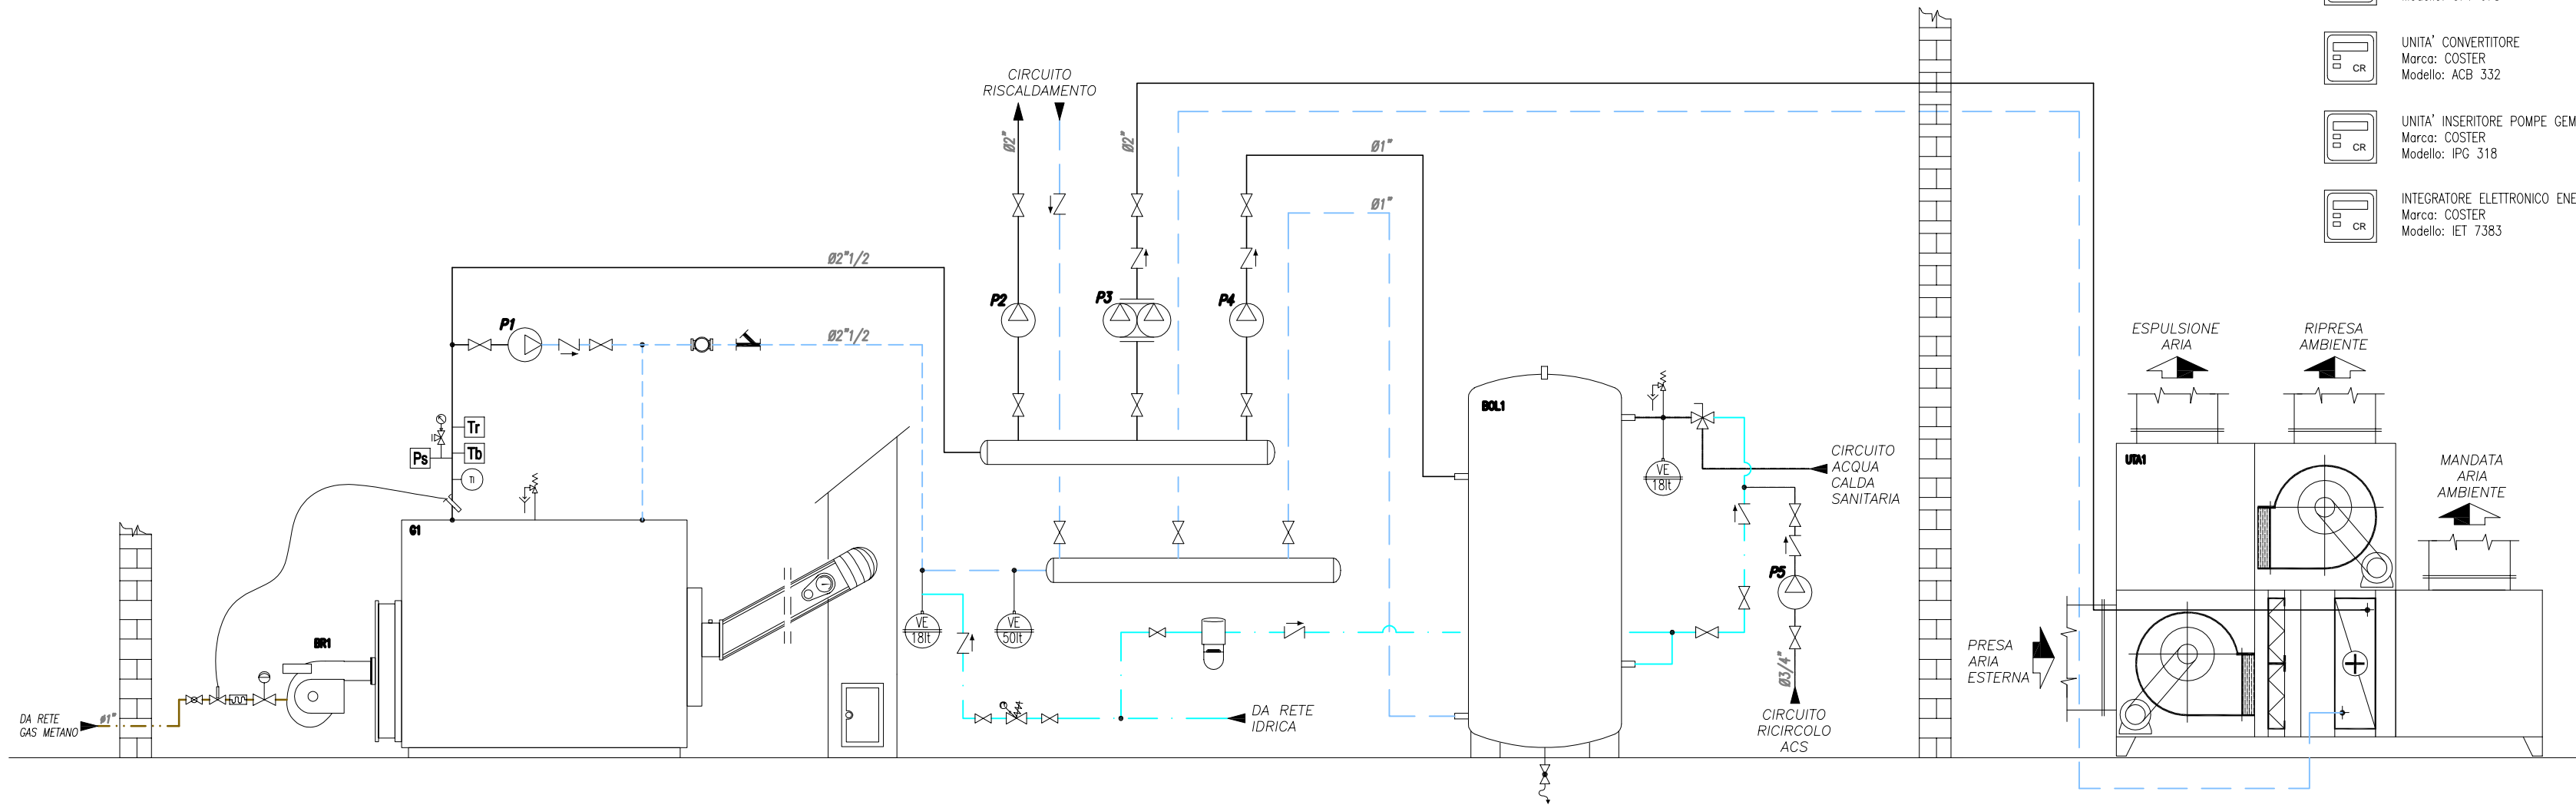 UNITA' CONVERTITORE
Marca: COSTER
CR
Modello: ACB 332
UNITA' INSERITORE POMPE GEM
Marca: COSTER
CR
Modello: IPG 318
INTEGRATORE ELETTRONICO ENE
Marca: COSTER
CR
Modello: IET 7383
CIRCUITO
RISCALDAMENTO
Ø2"
Ø2"
Ø1"
Ø1"
Ø2"1/2
Ø2"1/2
P1
P2
P3
P4
Tr
Tb
Ps
TI
G1
BR1
DA RETE
GAS METANO
Ø1"
VE
18lt
VE
50lt
DA RETE
IDRICA
BOL1
VE
18lt
CIRCUITO
ACQUA
CALDA
SANITARIA
P5
Ø3/4"
CIRCUITO
RICIRCOLO
ACS
ESPULSIONE
ARIA
RIPRESA
AMBIENTE
MANDATA
ARIA
AMBIENTE
UTA1
PRESA
ARIA
ESTERNA